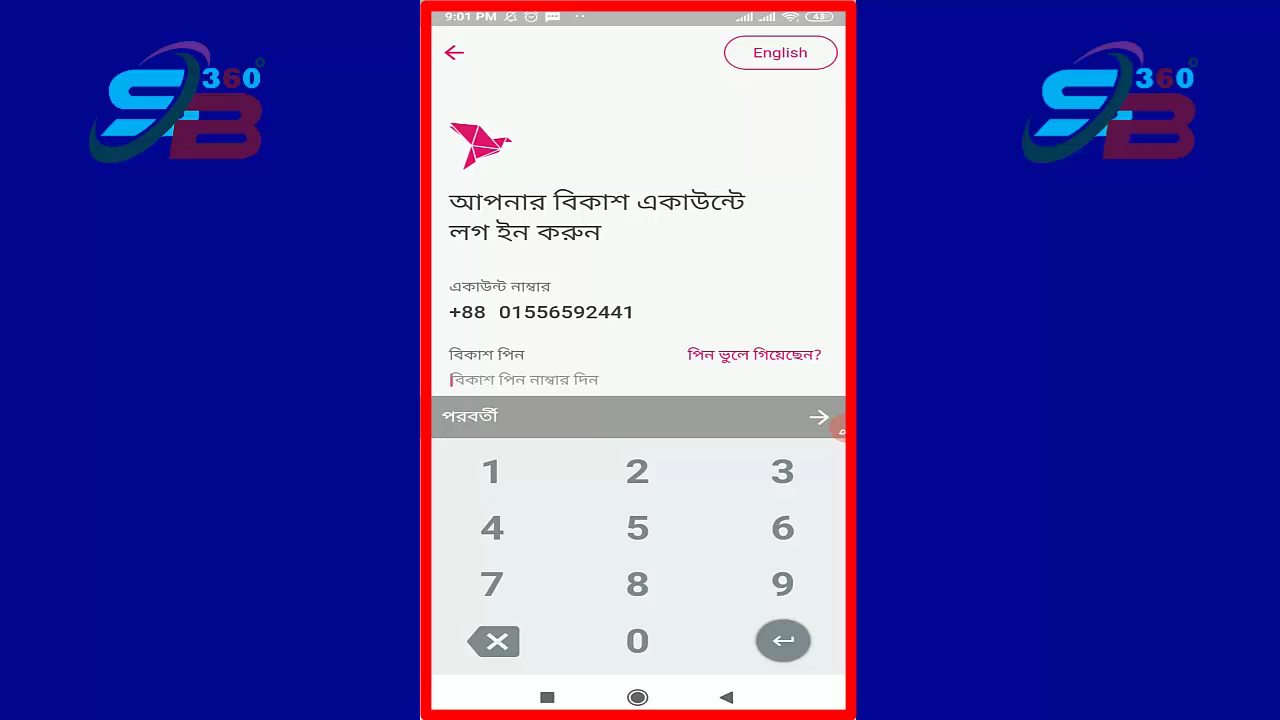 9:01 PM
43
English
SB 360°
SB 360°
আপনার বিকাশ একাউন্টে
লগ ইন করুন
একাউন্ট নাম্বার
+88 01556592441
বিকাশ পিন
পিন ভুলে গিয়েছেন?
বিকাশ পিন নাম্বার দিন
পরবর্তী
1 2 3
4 5 6
7 8 9
0